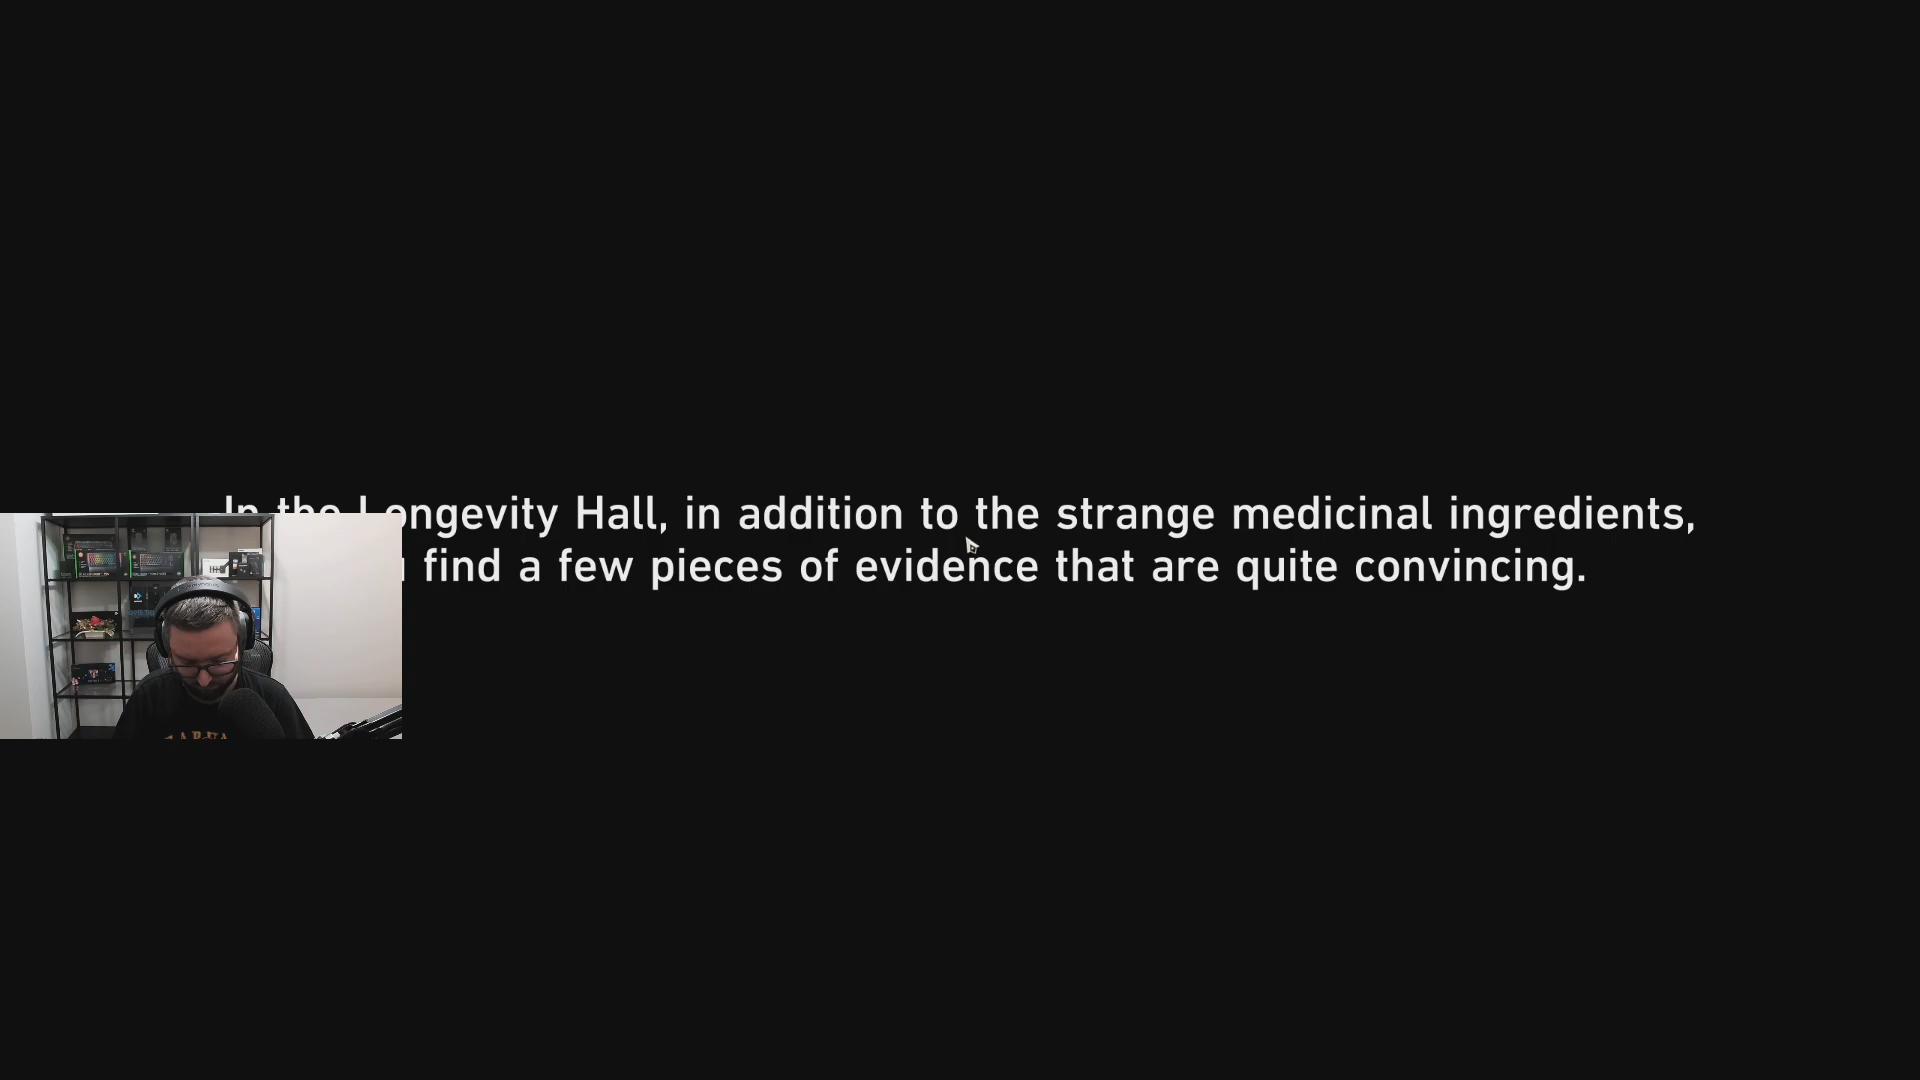 In the Longevity Hall, in addition to the strange medicinal ingredients,
find a few pieces of evidence that are quite convincing.